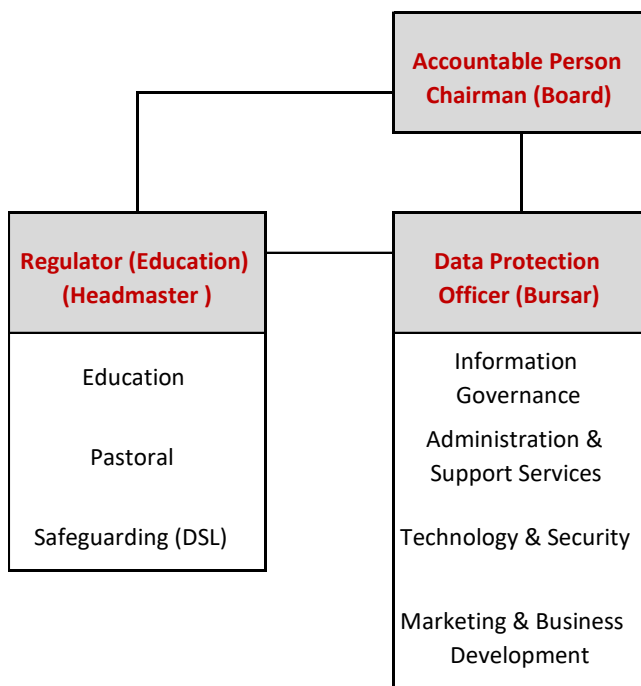 Accountable Person
Chairman (Board)
Regulator (Education)
(Headmaster )
Education
Pastoral
Safeguarding (DSL)
Data Protection
Officer (Bursar)
Information
Governance
Administration &
Support Services
Technology & Security
Marketing & Business
Development